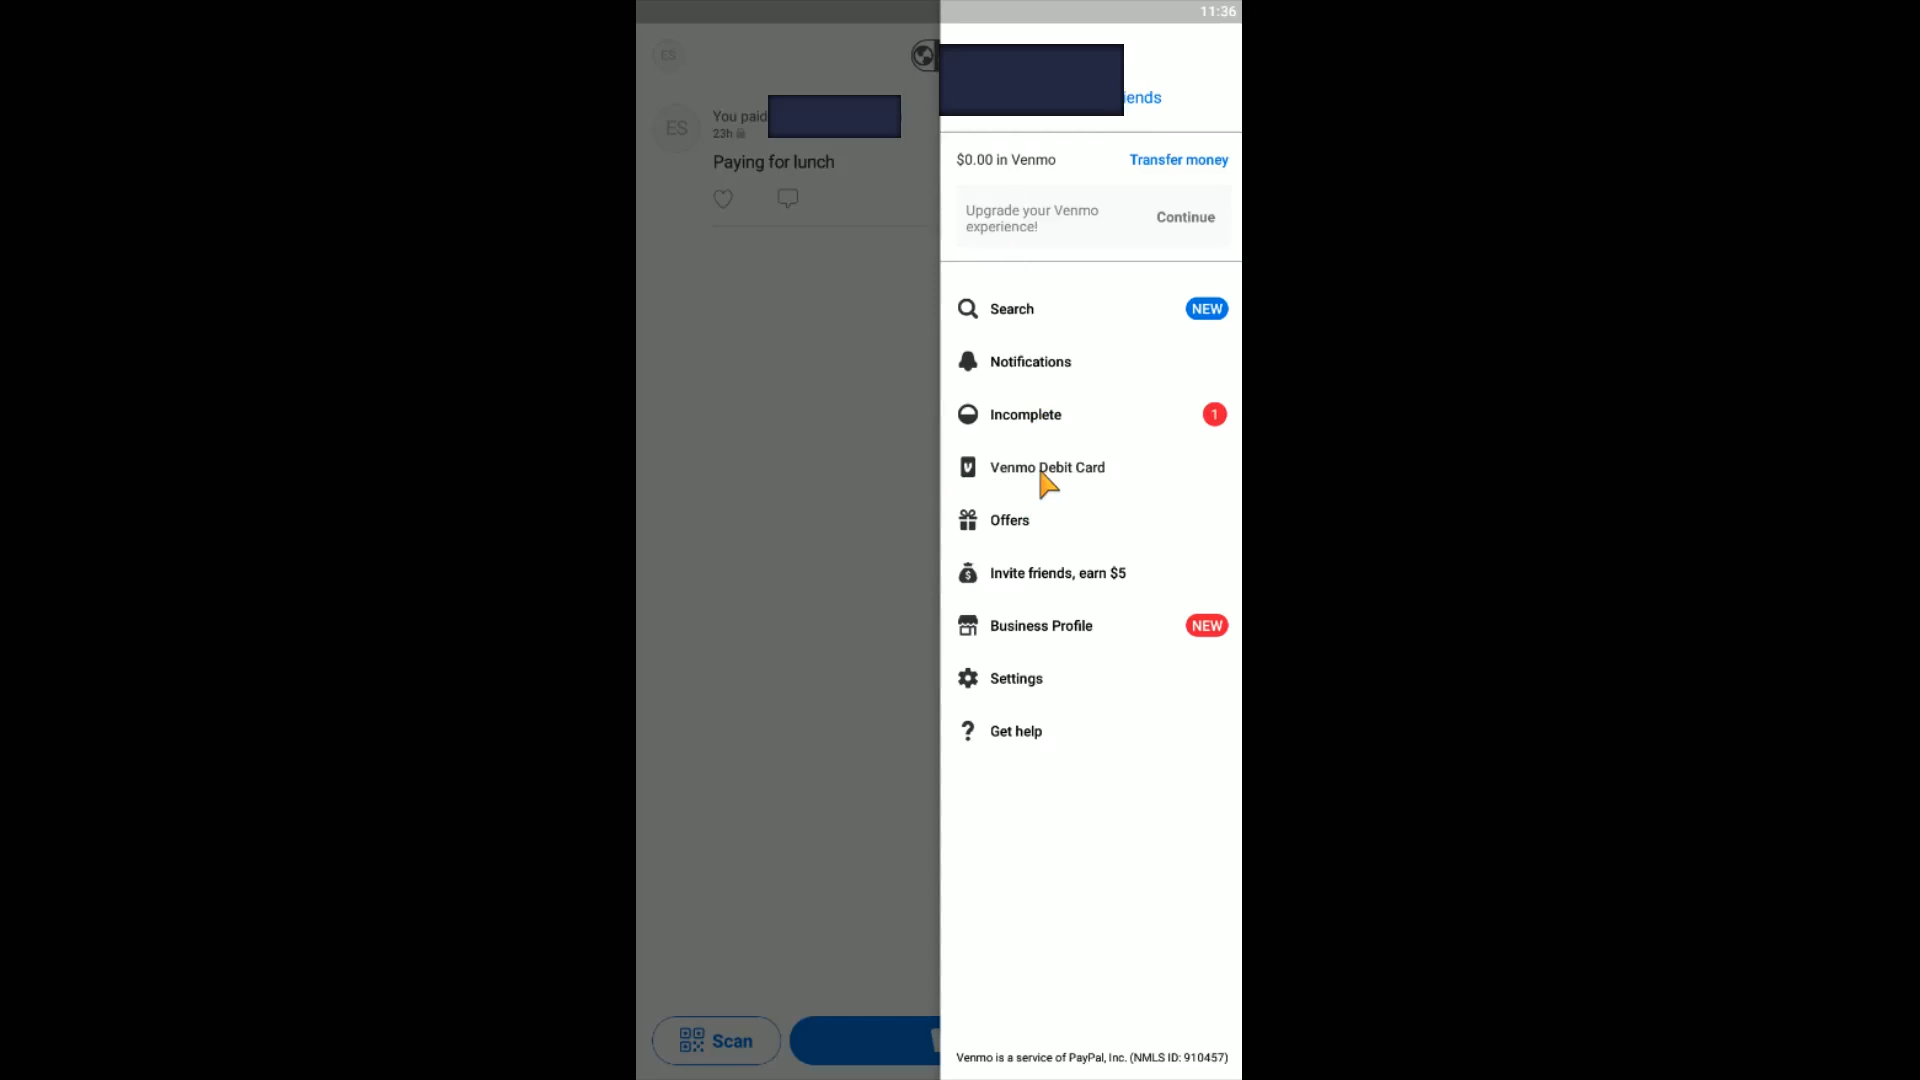 11:36
ES
iends
ES
You paid
23h
Paying for lunch
$0.00 in Venmo
Transfer money
Upgrade your Venmo
experience!
Continue
Search
NEW
Notifications
Incomplete
1
Venmo Debit Card
Offers
Invite friends, earn $5
Business Profile
NEW
Settings
Get help
Scan
Venmo is a service of PayPal, Inc. (NMLS ID: 910457)